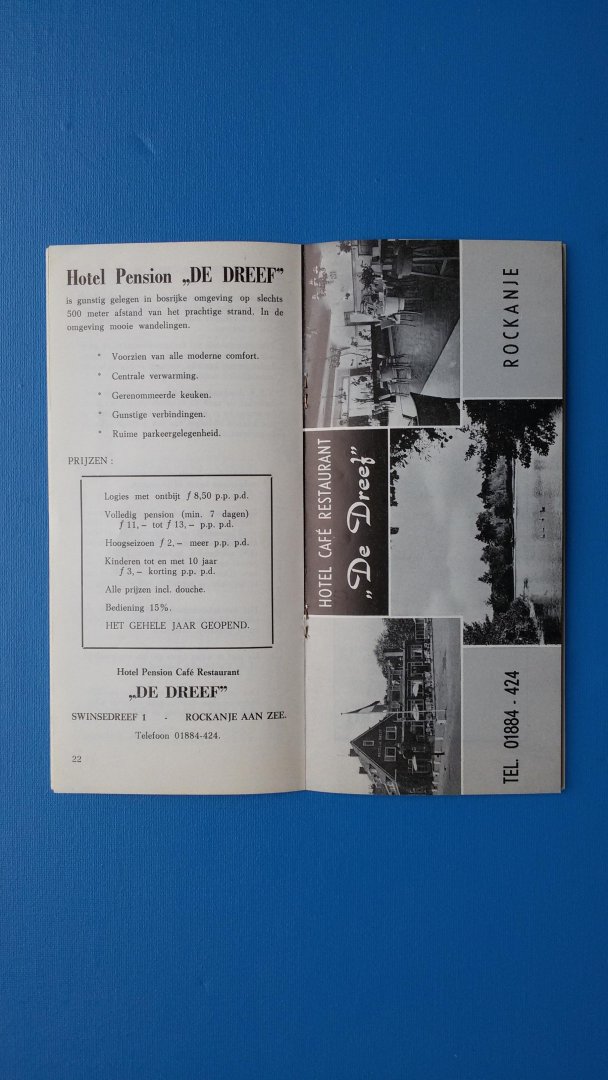 Hotel Pension „DE DREEF”
is gunstig gelegen in bosrijke omgeving op slechts
500 meter afstand van het prachtige strand. In de
omgeving mooie wandelingen.
* Voorzien van alle moderne comfort.
* Centrale verwarming.
* Gerenommeerde keuken.
* Gunstige verbindingen.
* Ruime parkeergelegenheid.
PRIJZEN :
Logies met ontbijt ƒ 8,50 p.p. p.d.
Volledig pension (min. 7 dagen)
ƒ 11,– tot ƒ 13,– p.p. p.d.
Hoogseizoen ƒ 2,– meer p.p. p.d.
Kinderen tot en met 10 jaar
ƒ 3,– korting p.p. p.d.
Alle prijzen incl. douche.
Bediening 15%.
HET GEHELE JAAR GEOPEND.
Hotel Pension Café Restaurant
„DE DREEF”
SWINSEDREEF 1 - ROCKANJE AAN ZEE.
Telefoon 01884-424.
22
HOTEL CAFÉ RESTAURANT
„De Dreef”
ROCKANJE
TEL. 01884 - 424